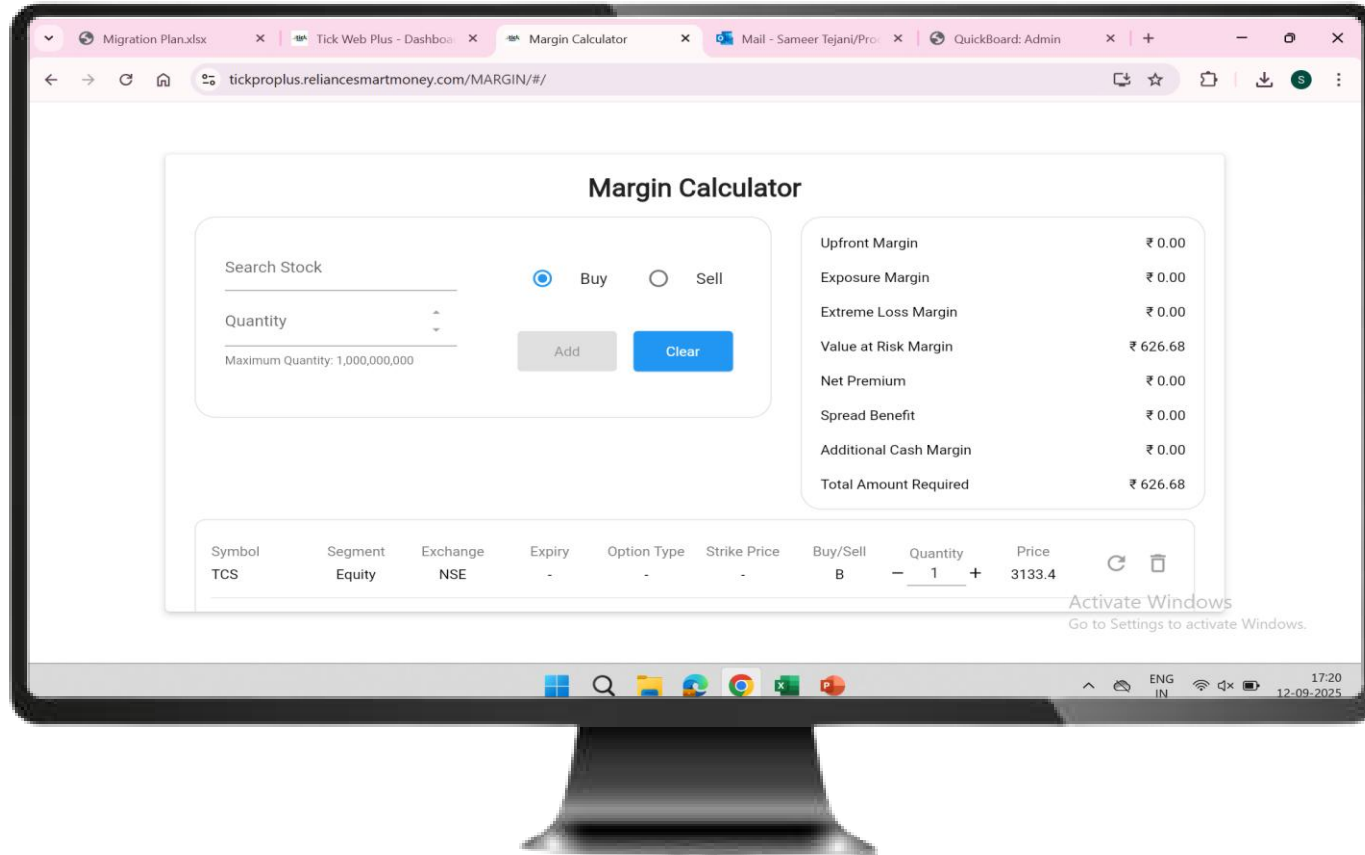 Migration Plan.xlsx
Tick Web Plus - Dashboa
Margin Calculator
Mail - Sameer Tejani/Pro
QuickBoard: Admin
tickproplus.reliancesmartmoney.com/MARGIN/#/
S
Margin Calculator
Search Stock
Buy
Sell
Quantity
Maximum Quantity: 1,000,000,000
Add
Clear
Upfront Margin ₹ 0.00
Exposure Margin ₹ 0.00
Extreme Loss Margin ₹ 0.00
Value at Risk Margin ₹ 626.68
Net Premium ₹ 0.00
Spread Benefit ₹ 0.00
Additional Cash Margin ₹ 0.00
Total Amount Required ₹ 626.68
Symbol Segment Exchange Expiry Option Type Strike Price Buy/Sell Quantity Price
TCS Equity NSE - - - B − 1 + 3133.4
Activate Windows
Go to Settings to activate Windows.
ENG
IN
17:20
12-09-2025